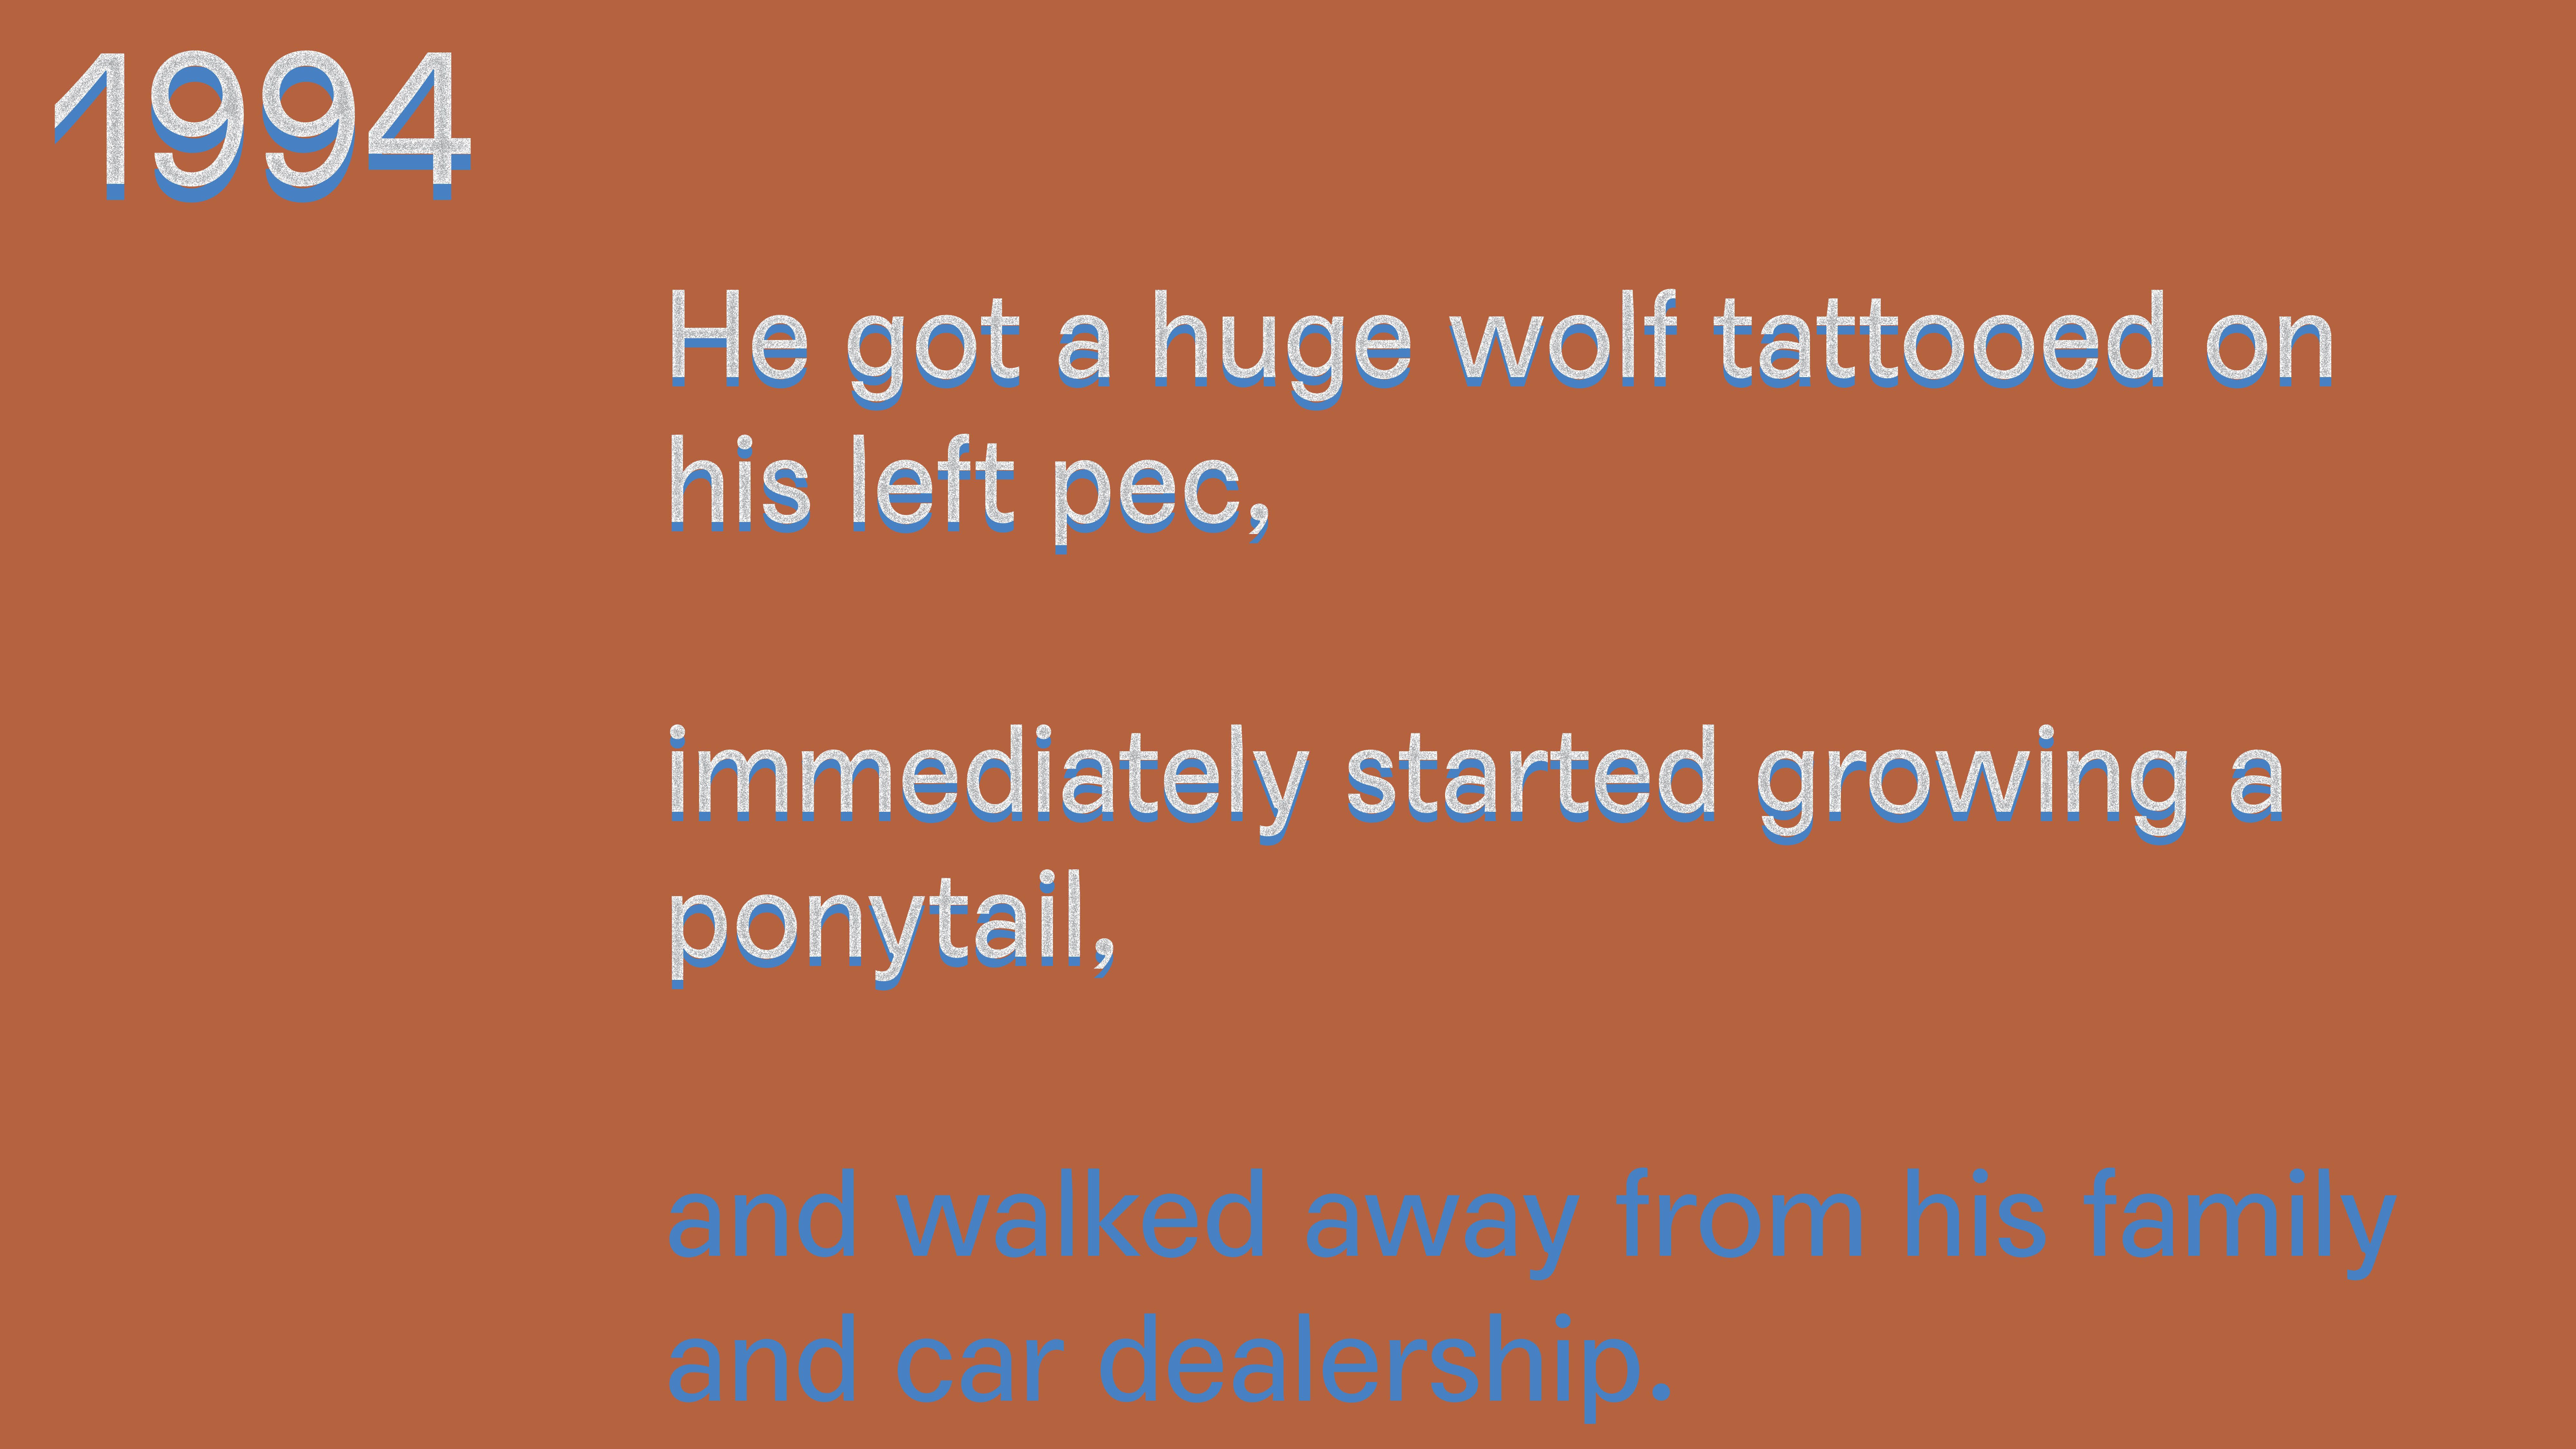 1994
He got a huge wolf tattooed on
his left pec,
immediately started growing a
ponytail,
and walked away from his family
and car dealership.